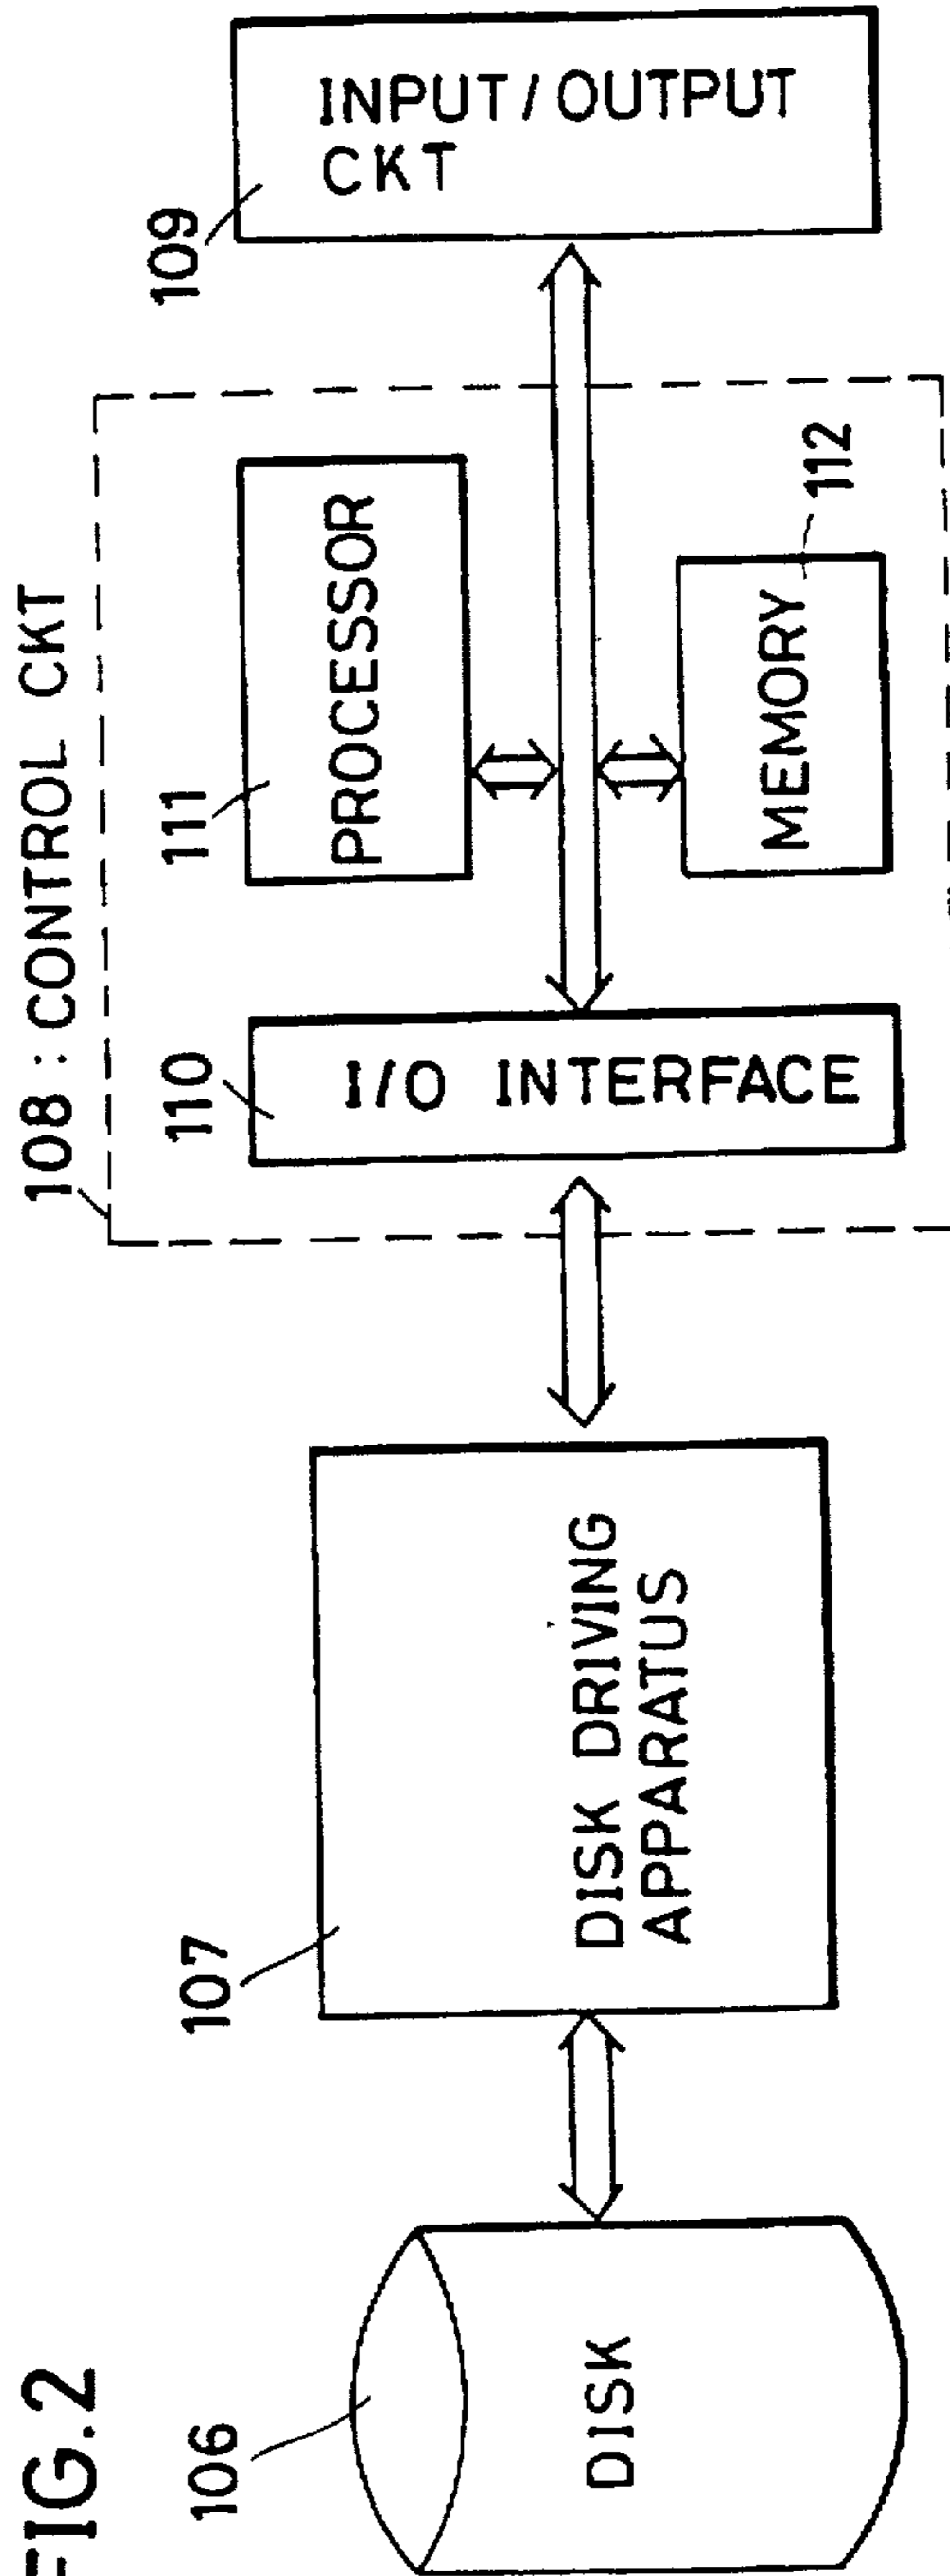 FIG.2
106
DISK
107
DISK DRIVING
APPARATUS
108 : CONTROL CKT
110
I/O INTERFACE
111
PROCESSOR
MEMORY
112
109
INPUT / OUTPUT
CKT